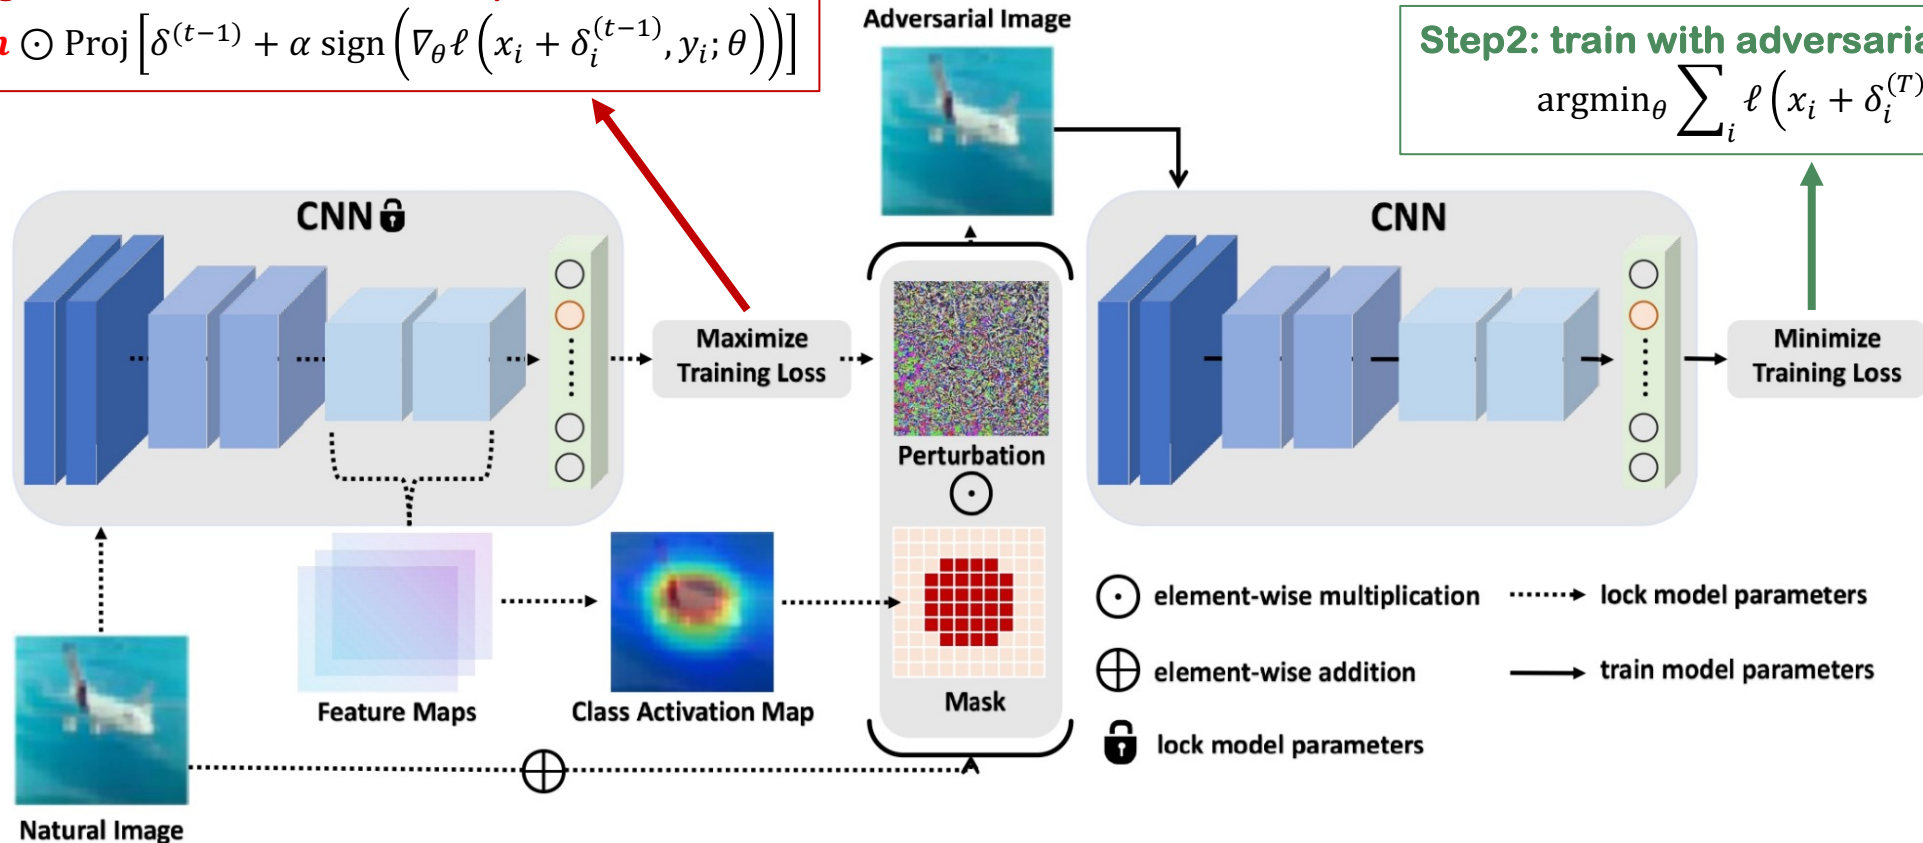 ⊙ Proj[δ^(t−1) + α sign(∇_θ ℓ(x_i + δ_i^(t−1), y_i; θ))]]
Adversarial Image
Step2: train with
argmin_θ ∑_i ℓ(x_i + δ_i^(T)
CNN
CNN
Maximize
Training Loss
Minimize
Training Loss
Perturbation
⊙
Mask
Feature Maps
Class Activation Map
Natural Image
element-wise multiplication
lock model parameters
element-wise addition
train model parameters
lock model parameters